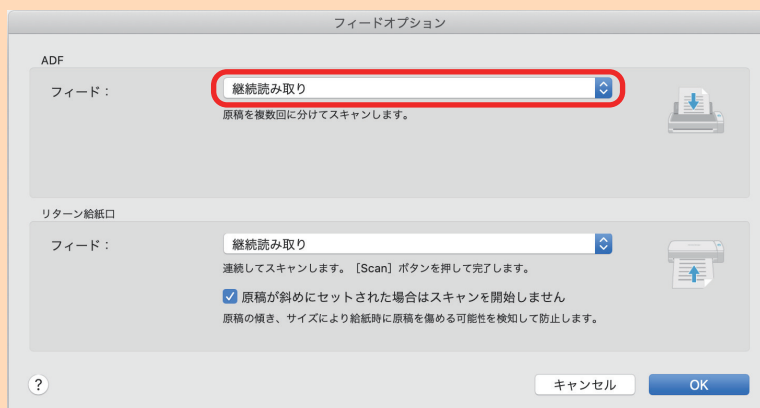 フィードオプション
ADF
フィード：
継続読み取り
原稿を複数回に分けてスキャンします。
リターン給紙口
フィード：
継続読み取り
連続してスキャンします。［Scan］ボタンを押して完了します。
原稿が斜めにセットされた場合はスキャンを開始しません
原稿の傾き、サイズにより給紙時に原稿を傷める可能性を検知して防止します。
?
キャンセル
OK